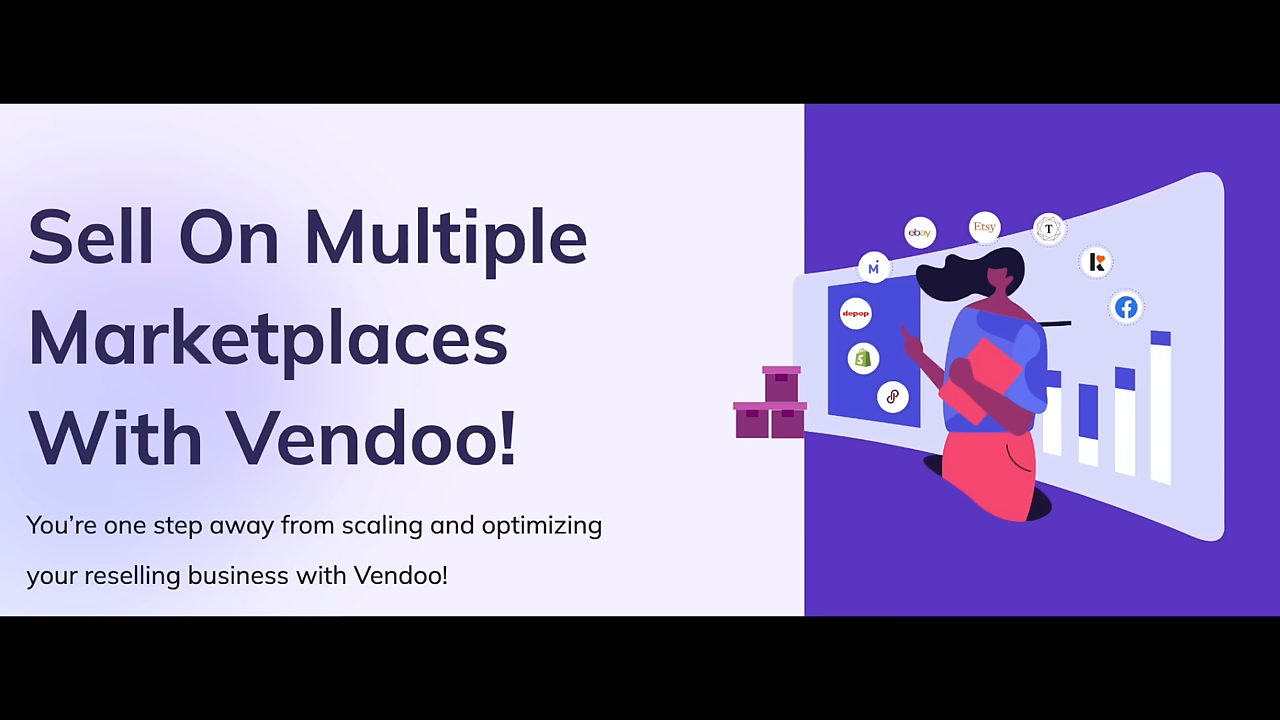 Sell On Multiple
Marketplaces
With Vendoo!
You're one step away from scaling and optimizing
your reselling business with Vendoo!
ebay
Etsy
T
depop